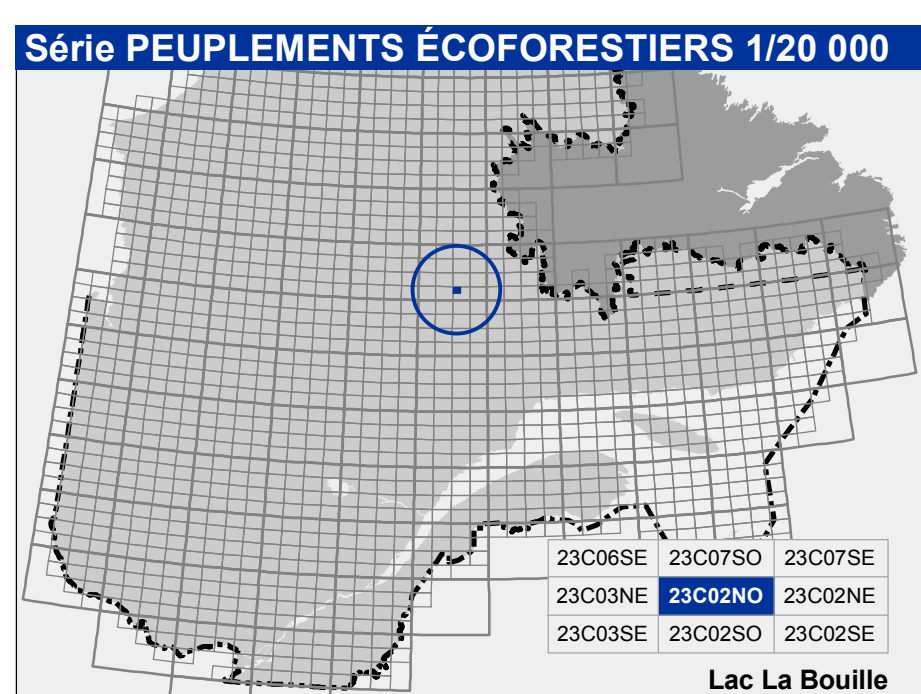 Série PEUPLEMENTS ÉCOFORESTIERS 1/20 000
23C06SE 23C07SO 23C07SE
23C03NE 23C02NO 23C02NE
23C03SE 23C02SO 23C02SE
Lac La Bouille